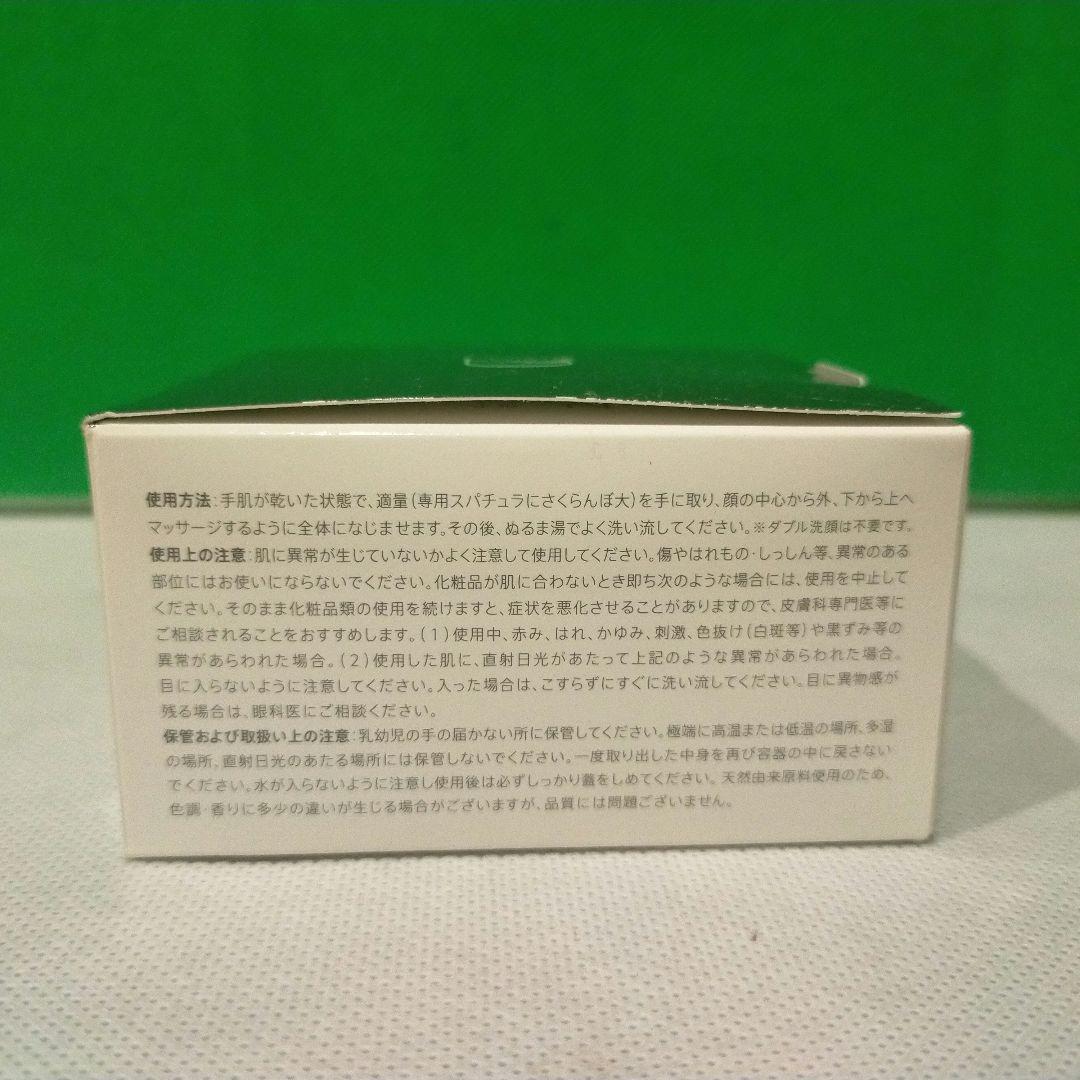 使用方法：手肌が乾いた状態で、適量（専用スパチュラにさくらんぼ大）を手に取り、顔の中心から外、下から上へ
マッサージするように全体になじませます。その後、ぬるま湯でよく洗い流してください。※ダブル洗顔は不要です。
使用上の注意：肌に異常が生じていないかよく注意して使用してください。傷やはれもの・しっしん等、異常のある
部位にはお使いにならないでください。化粧品が肌に合わないとき即ち次のような場合には、使用を中止して
ください。そのまま化粧品類の使用を続けますと、症状を悪化させることがありますので、皮膚科専門医等に
ご相談されることをおすすめします。（1）使用中、赤み、はれ、かゆみ、刺激、色抜け（白斑等）や黒ずみ等の
異常があらわれた場合。（2）使用した肌に、直射日光があたって上記のような異常があらわれた場合。
目に入らないように注意してください。入った場合は、こすらずにすぐに洗い流してください。目に異物感が
残る場合は、眼科医にご相談ください。
保管および取扱い上の注意：乳幼児の手の届かない所に保管してください。極端に高温または低温の場所、多湿
の場所、直射日光のあたる場所には保管しないでください。一度取り出した中身を再び容器の中に戻さない
でください。水が入らないように注意し使用後は必ずしっかり蓋をしめてください。天然由来原料使用のため、
色調・香りに多少の違いが生じる場合がございますが、品質には問題ございません。